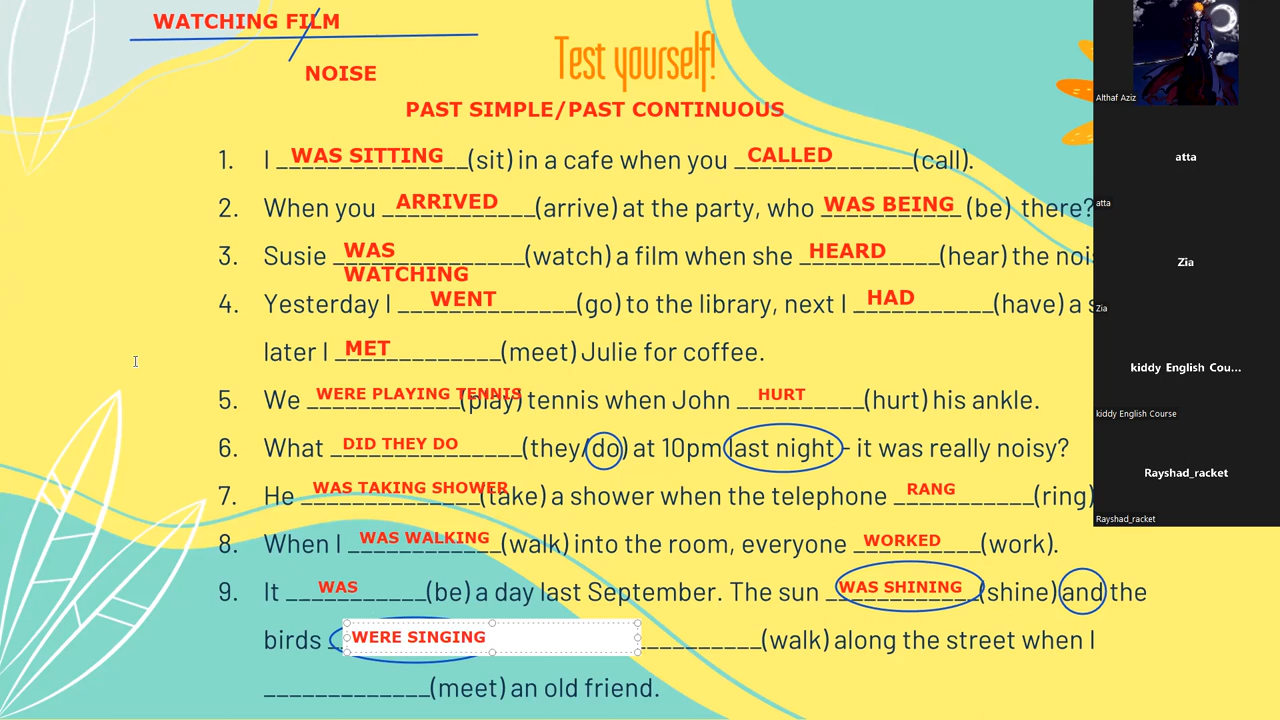 WATCHING FILM
NOISE
Test yourself!
PAST SIMPLE/PAST CONTINUOUS
1. I WAS SITTING (sit) in a cafe when you CALLED (call).
2. When you ARRIVED (arrive) at the party, who WAS BEING (be) there?
3. Susie WAS WATCHING (watch) a film when she HEARD (hear) the
4. Yesterday I WENT (go) to the library, next I HAD (have) a
later I MET (meet) Julie for coffee.
5. We WERE PLAYING TENNIS (play) tennis when John HURT (hurt) his ankle.
6. What DID THEY DO (they/do) at 10pm last night - it was really noisy?
7. He WAS TAKING SHOWER (take) a shower when the telephone RANG (ring)
8. When I WAS WALKING (walk) into the room, everyone WORKED (work).
9. It WAS (be) a day last September. The sun WAS SHINING (shine) and the
birds WERE SINGING __________ (walk) along the street when I
_____________(meet) an old friend.
Althaf Aziz
atta
atta
Zia
Zia
kiddy English Cou...
kiddy English Course
Rayshad_racket
Rayshad_racket